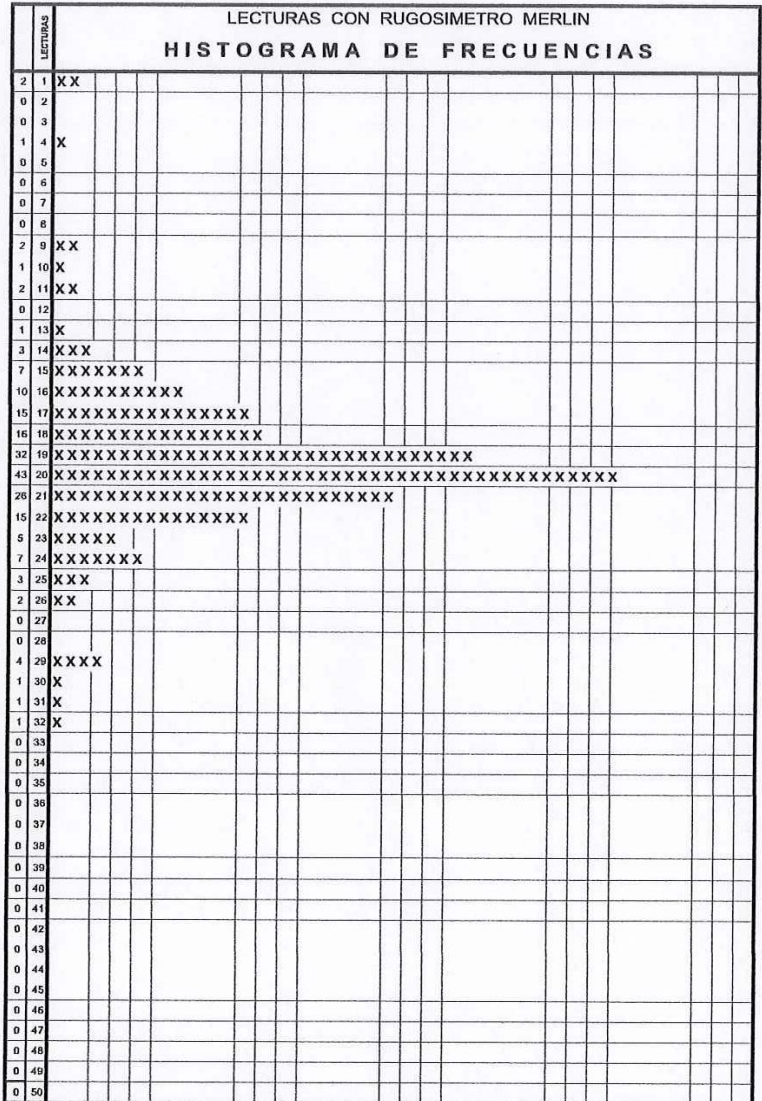 LECTURAS CON RUGOSIMETRO MERLIN
LECTURAS
HISTOGRAMA DE FRECUENCIAS
2 1 XX
0 2
0 3
1 4 X
0 5
0 6
0 7
0 8
2 9 XX
1 10 X
2 11 XX
0 12
1 13 X
3 14 XXX
7 15 XXXXXXX
10 16 XXXXXXXXXX
15 17 XXXXXXXXXXXXXXX
16 18 XXXXXXXXXXXXXXXX
32 19 XXXXXXXXXXXXXXXXXXXXXXXXXXXXXXXX
43 20 XXXXXXXXXXXXXXXXXXXXXXXXXXXXXXXXXXXXXXXXXXX
26 21 XXXXXXXXXXXXXXXXXXXXXXXXXX
15 22 XXXXXXXXXXXXXXX
5 23 XXXXX
7 24 XXXXXXX
3 25 XXX
2 26 XX
0 27
0 28
4 29 XXXX
1 30 X
1 31 X
1 32 X
0 33
0 34
0 35
0 36
0 37
0 38
0 39
0 40
0 41
0 42
0 43
0 44
0 45
0 46
0 47
0 48
0 49
0 50